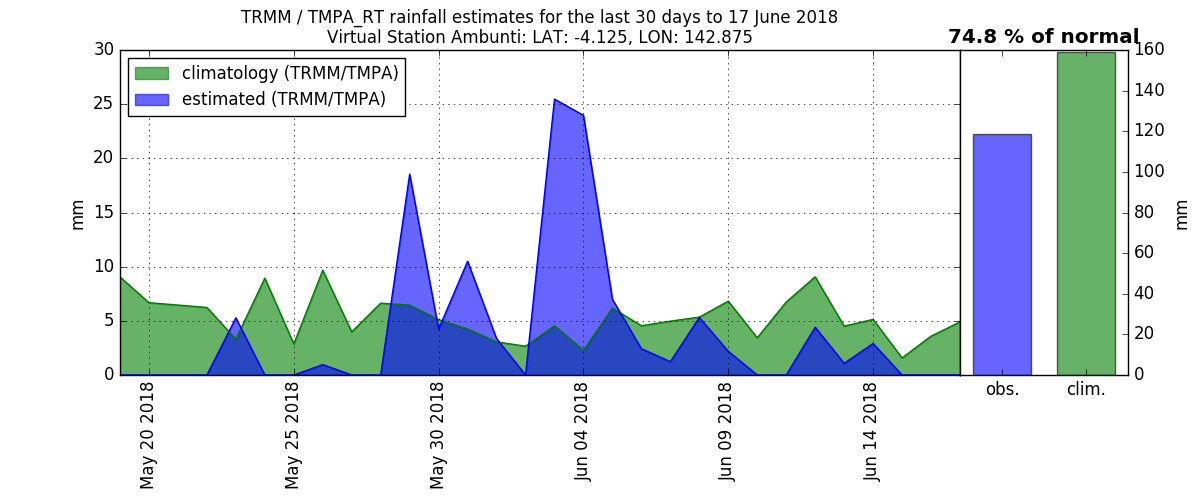 TRMM / TMPA_RT rainfall estimates for the last 30 days to 17 June 2018
Virtual Station Ambunti: LAT: -4.125, LON: 142.875
74.8 % of normal
climatology (TRMM/TMPA)
estimated (TRMM/TMPA)
30
25
20
15
10
5
0
mm
May 20 2018
May 25 2018
May 30 2018
Jun 04 2018
Jun 09 2018
Jun 14 2018
160
140
120
100
80
60
40
20
0
mm
obs.
clim.